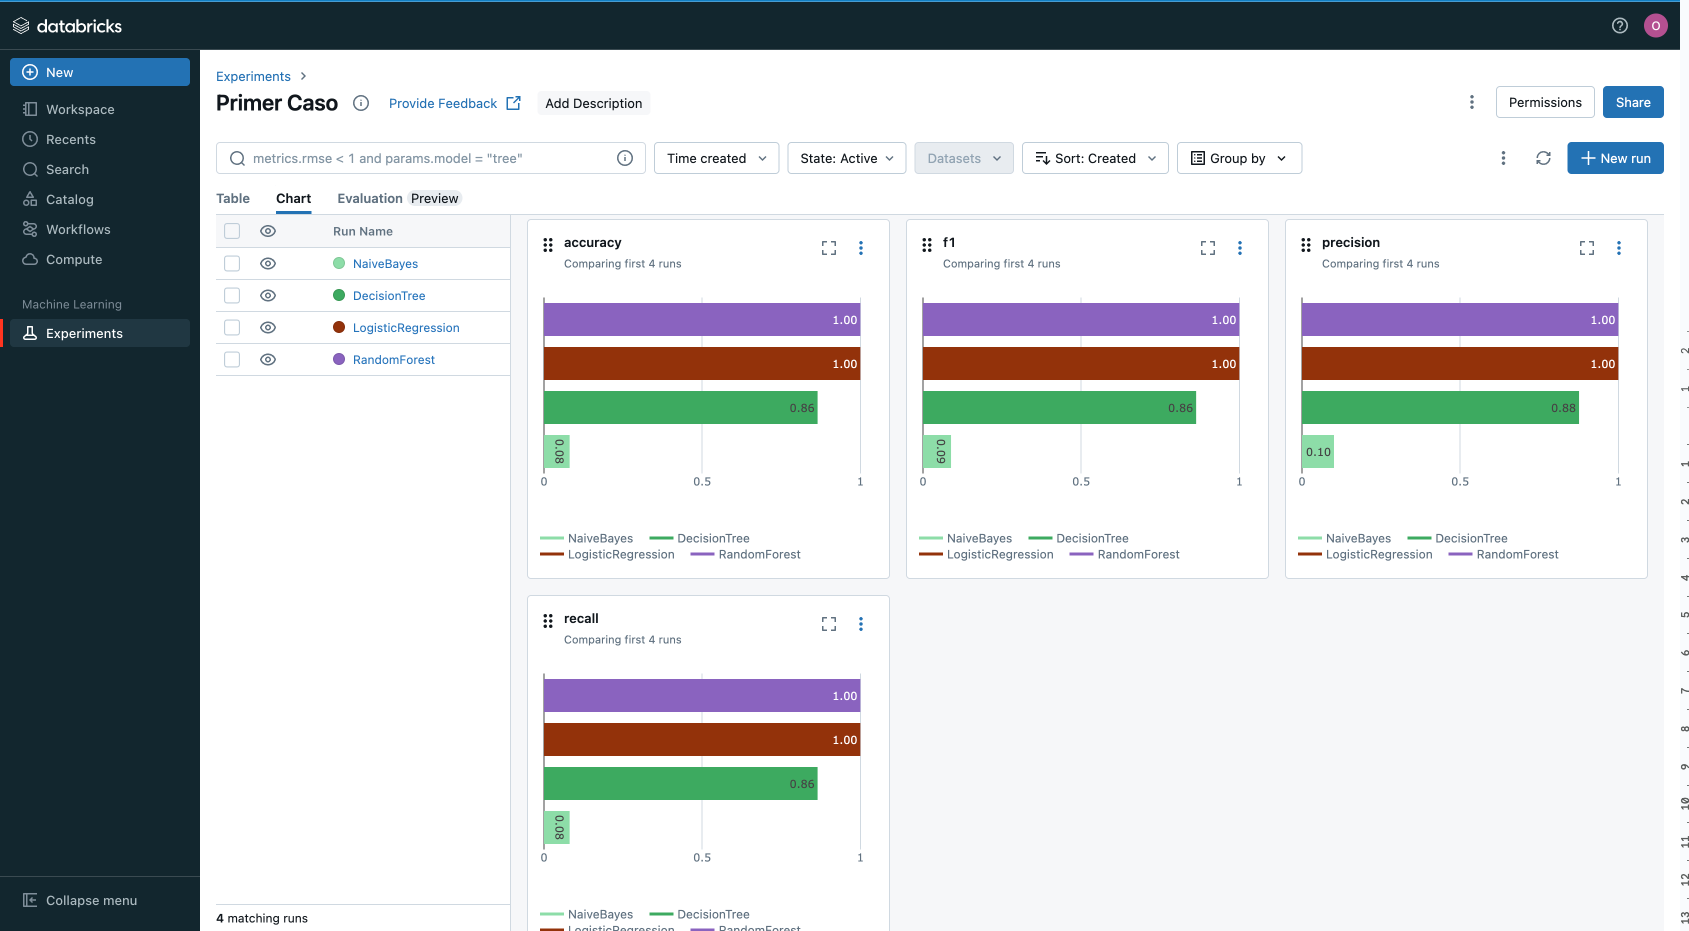 databricks
O
New
Workspace
Recents
Search
Catalog
Workflows
Compute
Machine Learning
Experiments
Collapse menu
Experiments
Primer Caso
Provide Feedback
Add Description
Permissions
Share
metrics.rmse < 1 and params.model = "tree"
Time created
State: Active
Datasets
Sort: Created
Group by
New run
Table
Chart
Evaluation Preview
Run Name
NaiveBayes
DecisionTree
LogisticRegression
RandomForest
4 matching runs
accuracy
Comparing first 4 runs
1.00
1.00
0.86
0.08
0 0.5 1
NaiveBayes DecisionTree
LogisticRegression RandomForest
f1
Comparing first 4 runs
1.00
1.00
0.86
0.09
0 0.5 1
NaiveBayes DecisionTree
LogisticRegression RandomForest
precision
Comparing first 4 runs
1.00
1.00
0.88
0.10
0 0.5 1
NaiveBayes DecisionTree
LogisticRegression RandomForest
recall
Comparing first 4 runs
1.00
1.00
0.86
0.08
0 0.5 1
NaiveBayes DecisionTree
LogisticRegression RandomForest
2
1
1
2
3
4
5
6
7
8
9
10
11
12
13